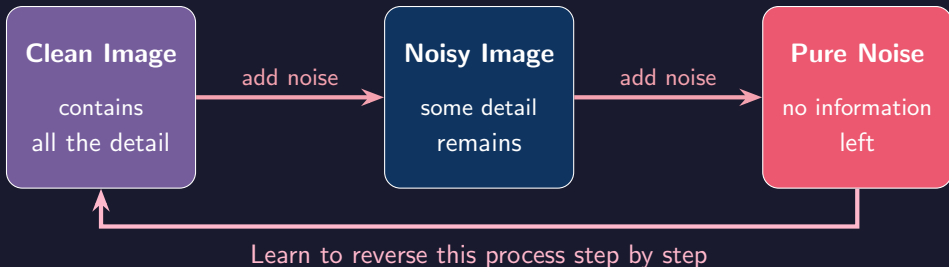 Clean Image
contains
all the detail
add noise
Noisy Image
some detail
remains
add noise
Pure Noise
no information
left
Learn to reverse this process step by step